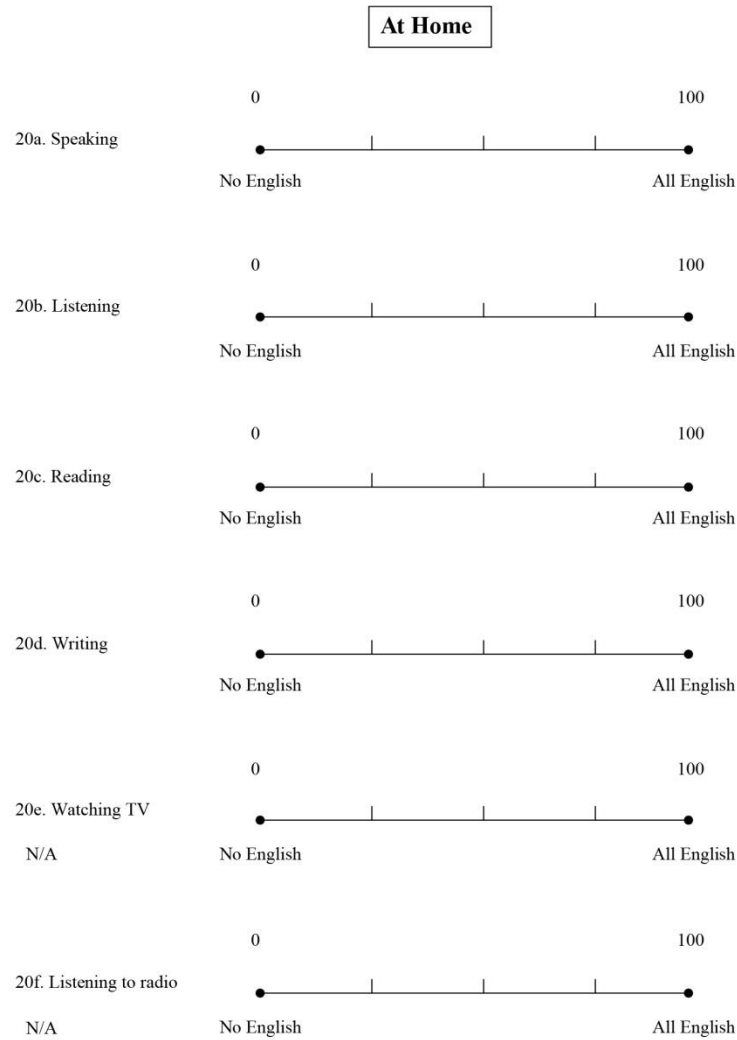 At Home
0 100
20a. Speaking
No English All English
0 100
20b. Listening
No English All English
0 100
20c. Reading
No English All English
0 100
20d. Writing
No English All English
0 100
20e. Watching TV
N/A No English All English
0 100
20f. Listening to radio
N/A No English All English